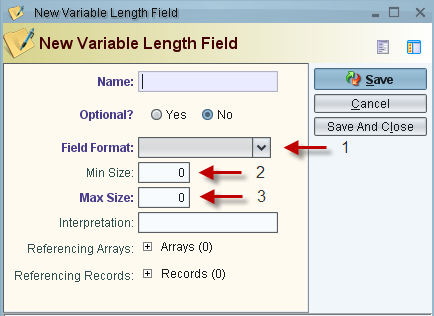 New Variable Length Field
New Variable Length Field
Name:
Save
Cancel
Optional? Yes No
Save And Close
Field Format: 1
Min Size: 0 2
Max Size: 0 3
Interpretation:
Referencing Arrays: Arrays (0)
Referencing Records: Records (0)